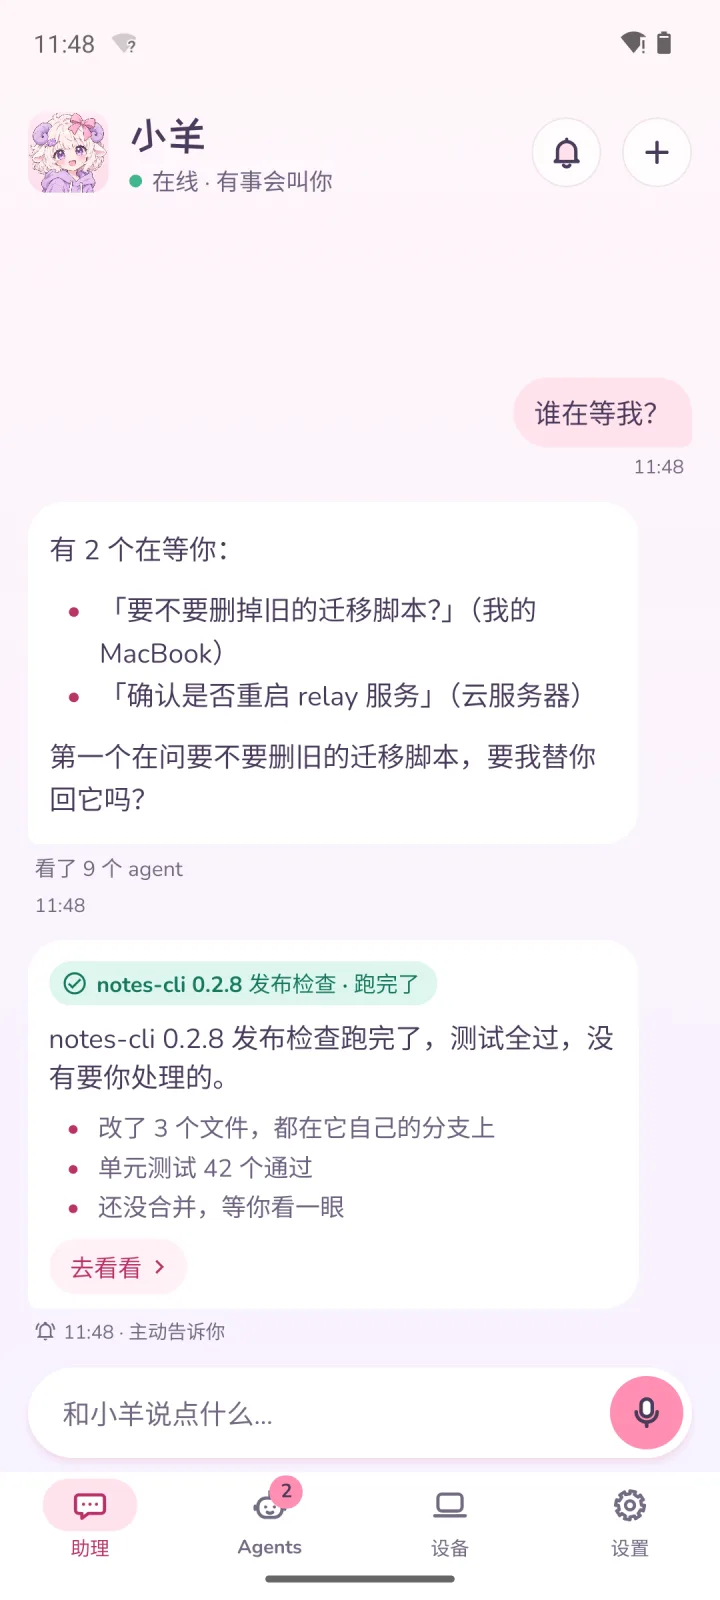 11:48
小羊
在线 · 有事会叫你
谁在等我？
11:48
有 2 个在等你：
「要不要删掉旧的迁移脚本？」（我的
MacBook）
「确认是否重启 relay 服务」（云服务器）
第一个在问要不要删旧的迁移脚本，要我替你
回它吗？
看了 9 个 agent
11:48
notes-cli 0.2.8 发布检查 · 跑完了
notes-cli 0.2.8 发布检查跑完了，测试全过，没
有要你处理的。
改了 3 个文件，都在它自己的分支上
单元测试 42 个通过
还没合并，等你看一眼
去看看
11:48 · 主动告诉你
和小羊说点什么...
2
助理
Agents
设备
设置